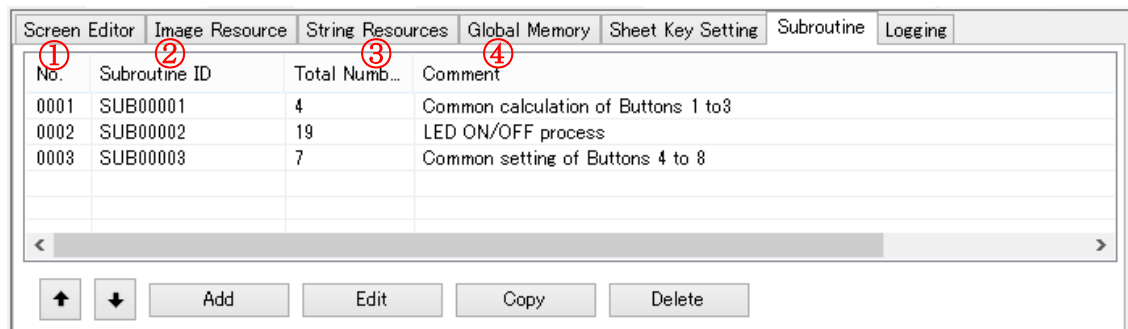 Screen Editor Image Resource String Resources Global Memory Sheet Key Setting Subroutine Logging
① ② ③ ④
No. Subroutine ID Total Numb... Comment
0001 SUB00001 4 Common calculation of Buttons 1 to3
0002 SUB00002 19 LED ON/OFF process
0003 SUB00003 7 Common setting of Buttons 4 to 8
Add Edit Copy Delete